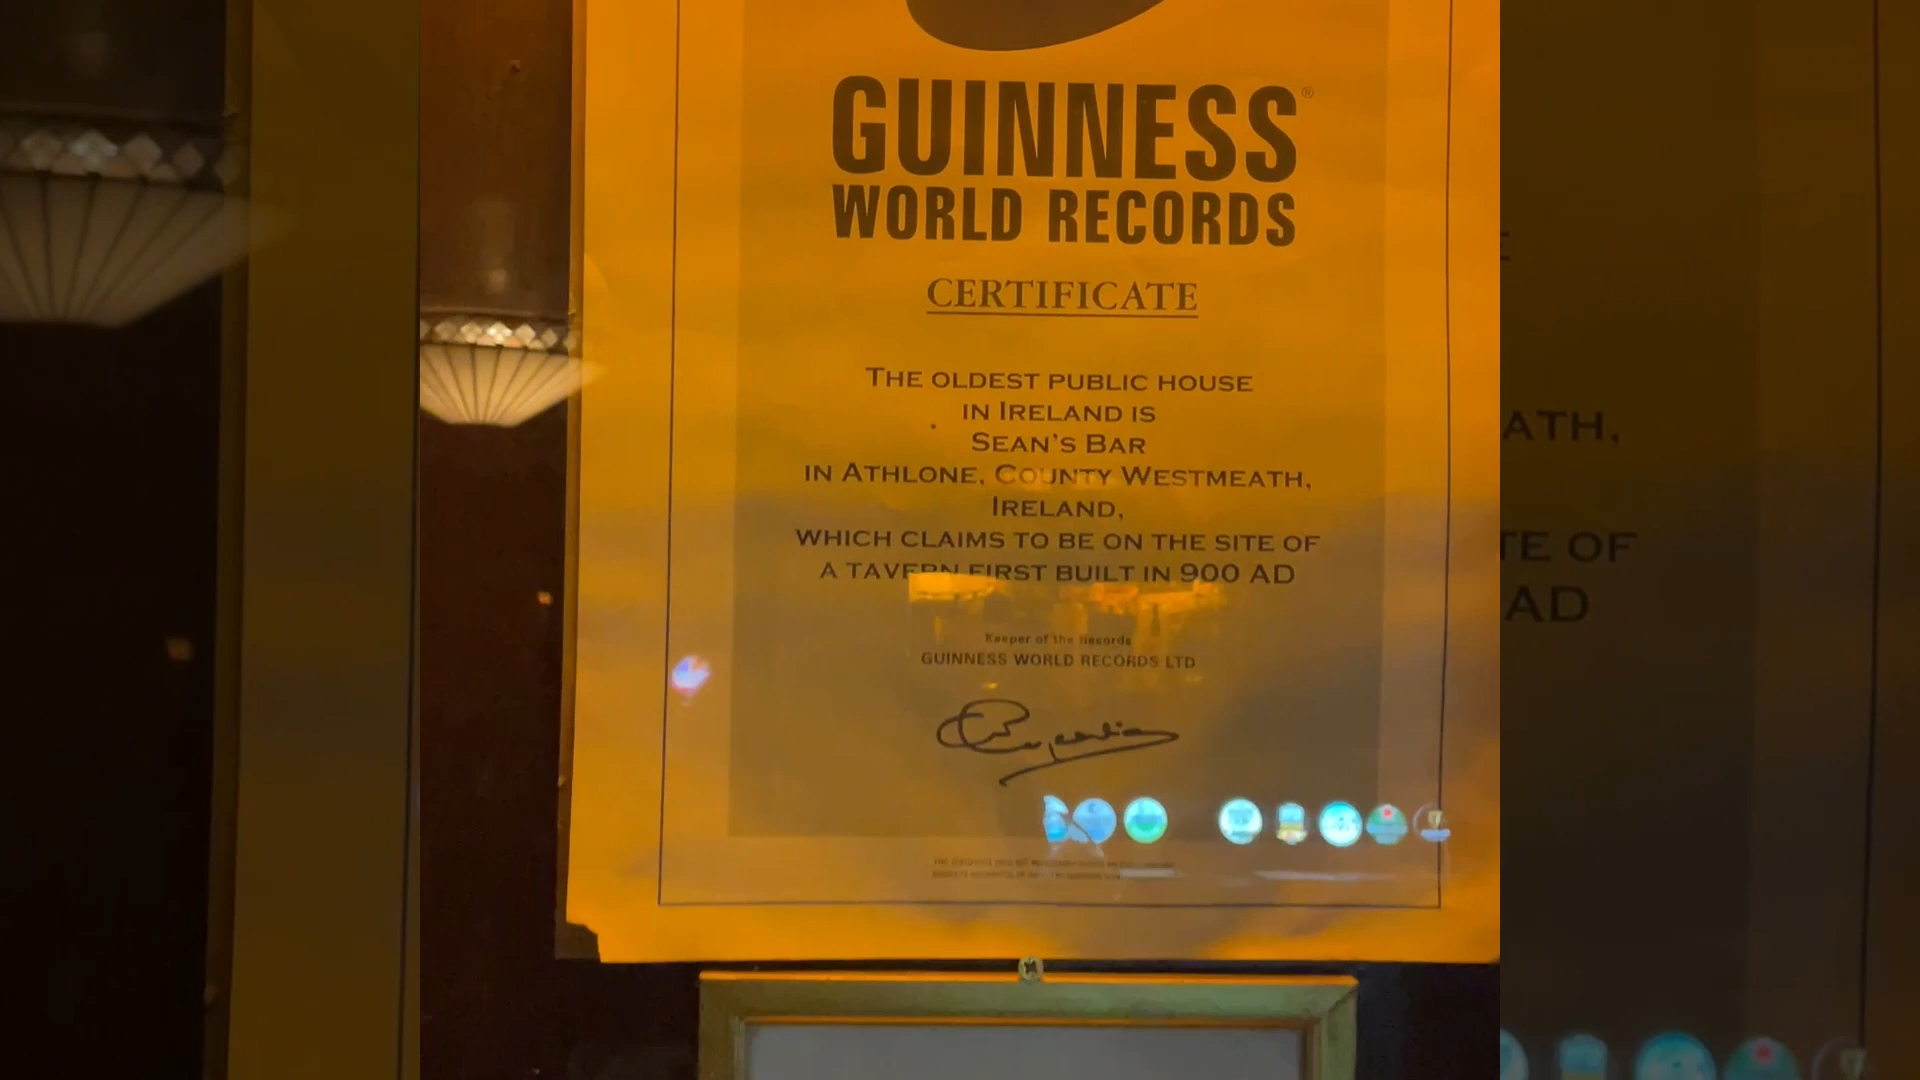 GUINNESS®
WORLD RECORDS
CERTIFICATE
THE OLDEST PUBLIC HOUSE
IN IRELAND IS
SEAN'S BAR
IN ATHLONE, COUNTY WESTMEATH,
IRELAND,
WHICH CLAIMS TO BE ON THE SITE OF
A TAVERN FIRST BUILT IN 900 AD
Keeper of the Records
GUINNESS WORLD RECORDS LTD